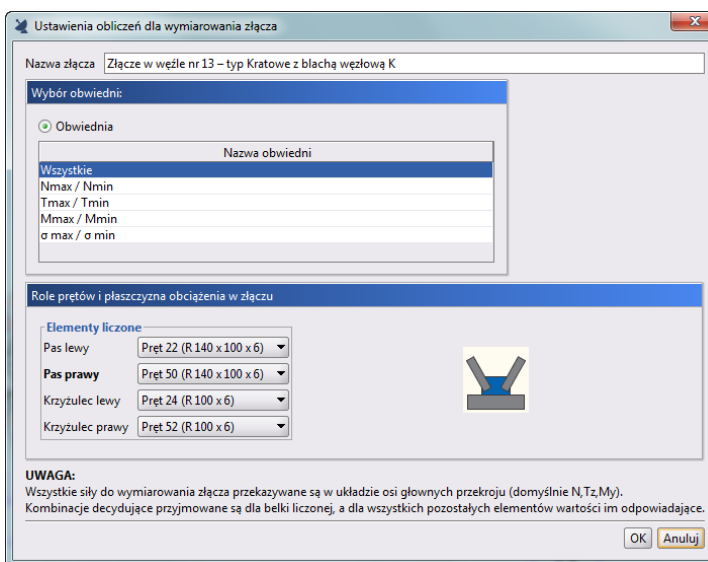 Ustawienia obliczeń dla wymiarowania złącza
Nazwa złącza Złącze w węźle nr 13 – typ Kratowe z blachą węzłową K
Wybór obwiedni:
Obwiednia
Nazwa obwiedni
Wszystkie
Nmax / Nmin
Tmax / Tmin
Mmax / Mmin
σ max / σ min
Role prętów i płaszczyzna obciążenia w złączu
Elementy liczone
Pas lewy Pręt 22 (R 140 x 100 x 6)
Pas prawy Pręt 50 (R 140 x 100 x 6)
Krzyżulec lewy Pręt 24 (R 100 x 6)
Krzyżulec prawy Pręt 52 (R 100 x 6)
UWAGA:
Wszystkie siły do wymiarowania złącza przekazywane są w układzie osi głownych przekroju (domyślnie N,Tz,My).
Kombinacje decydujące przyjmowane są dla belki liczonej, a dla wszystkich pozostałych elementów wartości im odpowiadające.
OK Anuluj